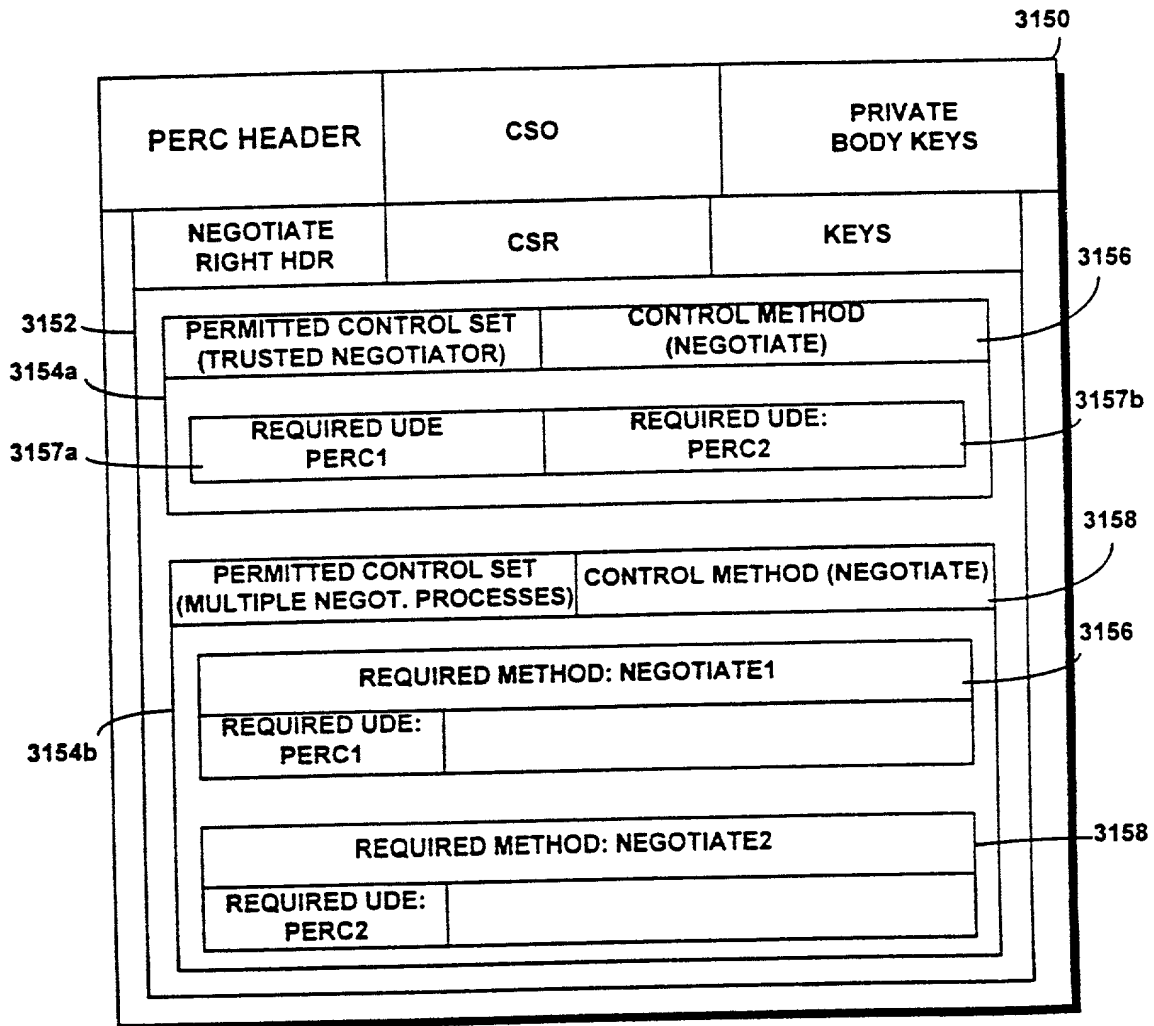 3150
PERC HEADER
CSO
PRIVATE
BODY KEYS
NEGOTIATE
RIGHT HDR
CSR
KEYS
3156
3152
PERMITTED CONTROL SET
(TRUSTED NEGOTIATOR)
CONTROL METHOD
(NEGOTIATE)
3154a
3157b
REQUIRED UDE
PERC1
REQUIRED UDE:
PERC2
3157a
3158
PERMITTED CONTROL SET
(MULTIPLE NEGOT. PROCESSES)
CONTROL METHOD (NEGOTIATE)
3156
REQUIRED METHOD: NEGOTIATE1
REQUIRED UDE:
PERC1
3154b
REQUIRED METHOD: NEGOTIATE2
3158
REQUIRED UDE:
PERC2